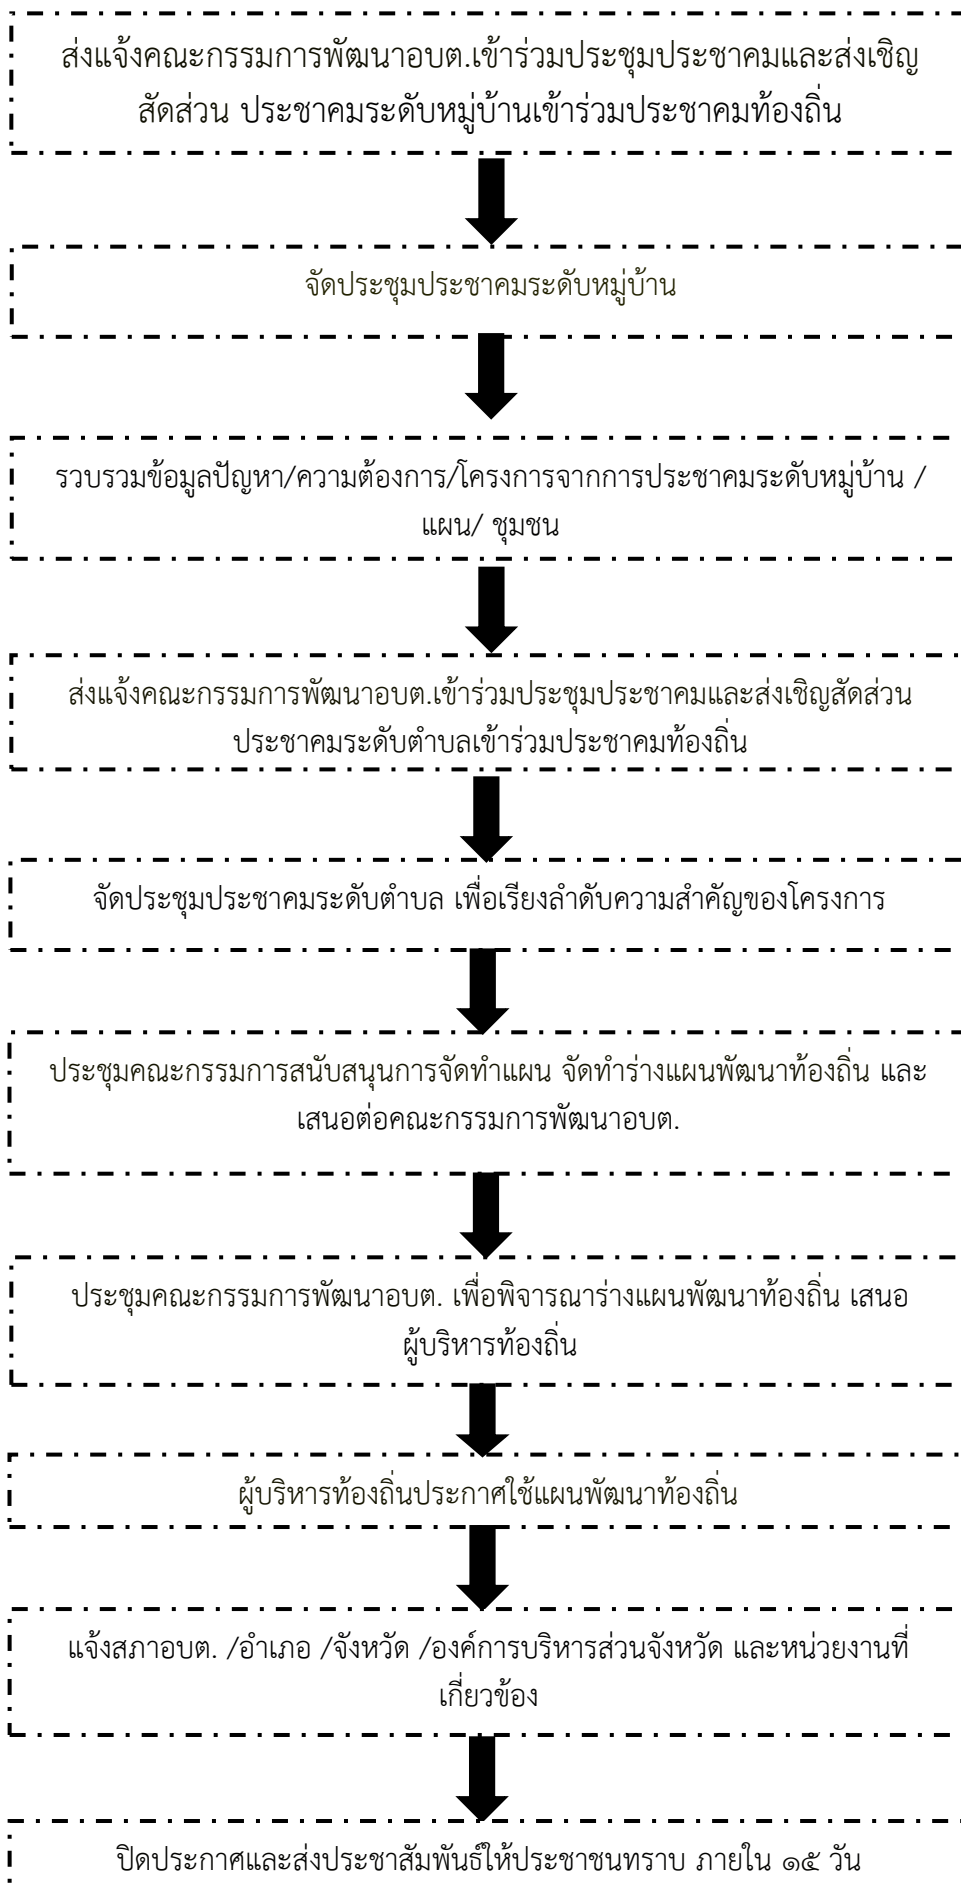 ส่งแจ้งคณะกรรมการพัฒนาอบต.เข้าร่วมประชุมประชาคมและส่งเชิญ
สัดส่วน ประชาคมระดับหมู่บ้านเข้าร่วมประชาคมท้องถิ่น
จัดประชุมประชาคมระดับหมู่บ้าน
รวบรวมข้อมูลปัญหา/ความต้องการ/โครงการจากการประชาคมระดับหมู่บ้าน /
แผน/ ชุมชน
ส่งแจ้งคณะกรรมการพัฒนาอบต.เข้าร่วมประชุมประชาคมและส่งเชิญสัดส่วน
ประชาคมระดับตำบลเข้าร่วมประชาคมท้องถิ่น
จัดประชุมประชาคมระดับตำบล เพื่อเรียงลำดับความสำคัญของโครงการ
ประชุมคณะกรรมการสนับสนุนการจัดทำแผน จัดทำร่างแผนพัฒนาท้องถิ่น และ
เสนอต่อคณะกรรมการพัฒนาอบต.
ประชุมคณะกรรมการพัฒนาอบต. เพื่อพิจารณาร่างแผนพัฒนาท้องถิ่น เสนอ
ผู้บริหารท้องถิ่น
ผู้บริหารท้องถิ่นประกาศใช้แผนพัฒนาท้องถิ่น
แจ้งสภาอบต. /อำเภอ /จังหวัด /องค์การบริหารส่วนจังหวัด และหน่วยงานที่
เกี่ยวข้อง
ปิดประกาศและส่งประชาสัมพันธ์ให้ประชาชนทราบ ภายใน ๑๕ วัน